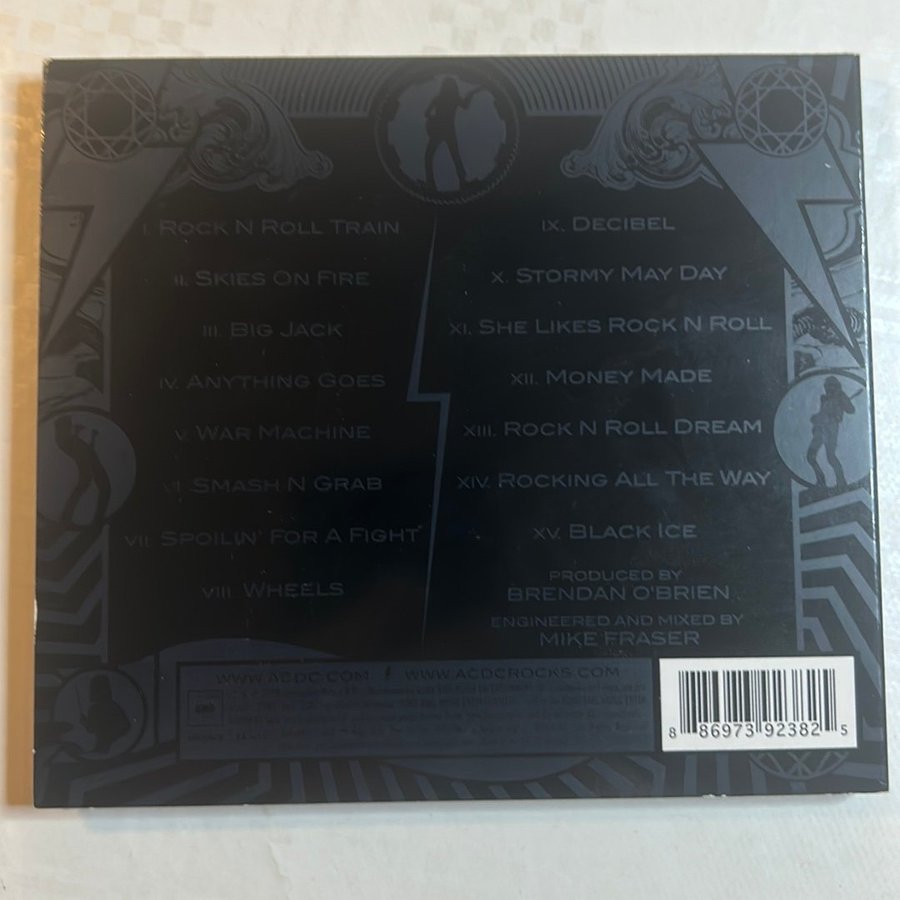 I. ROCK N ROLL TRAIN
II. SKIES ON FIRE
III. BIG JACK
IV. ANYTHING GOES
V. WAR MACHINE
VI. SMASH N GRAB
VII. SPOILIN' FOR A FIGHT
VIII. WHEELS
IX. DECIBEL
X. STORMY MAY DAY
XI. SHE LIKES ROCK N ROLL
XII. MONEY MADE
XIII. ROCK N ROLL DREAM
XIV. ROCKING ALL THE WAY
XV. BLACK ICE
PRODUCED BY
BRENDAN O'BRIEN
ENGINEERED AND MIXED BY
MIKE FRASER
WWW.ACDC.COM WWW.ACDCROCKS.COM
8 86973 92382 5